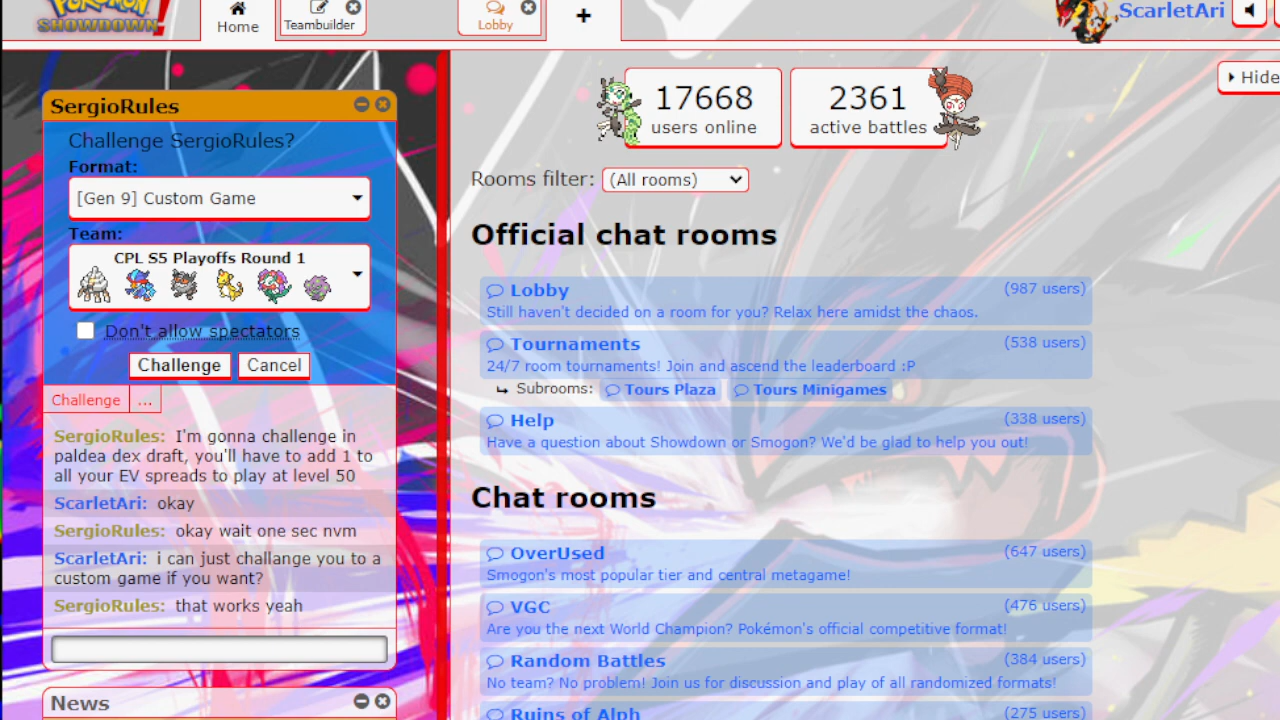 POKéMON
SHOWDOWN!
Home
Teambuilder
Lobby
+
ScarletAri
Hide
SergioRules
Challenge SergioRules?
Format:
[Gen 9] Custom Game
Team:
CPL S5 Playoffs Round 1
Don't allow spectators
Challenge Cancel
Challenge ...
SergioRules: I'm gonna challenge in
paldea dex draft, you'll have to add 1 to
all your EV spreads to play at level 50
ScarletAri: okay
SergioRules: okay wait one sec nvm
ScarletAri: i can just challange you to a
custom game if you want?
SergioRules: that works yeah
News
17668
users online
2361
active battles
Rooms filter: (All rooms)
Official chat rooms
Lobby (987 users)
Still haven't decided on a room for you? Relax here amidst the chaos.
Tournaments (538 users)
24/7 room tournaments! Join and ascend the leaderboard :P
Subrooms: Tours Plaza Tours Minigames
Help (338 users)
Have a question about Showdown or Smogon? We'd be glad to help you out!
Chat rooms
OverUsed (647 users)
Smogon's most popular tier and central metagame!
VGC (476 users)
Are you the next World Champion? Pokémon's official competitive format!
Random Battles (384 users)
No team? No problem! Join us for discussion and play of all randomized formats!
Ruins of Alph (275 users)